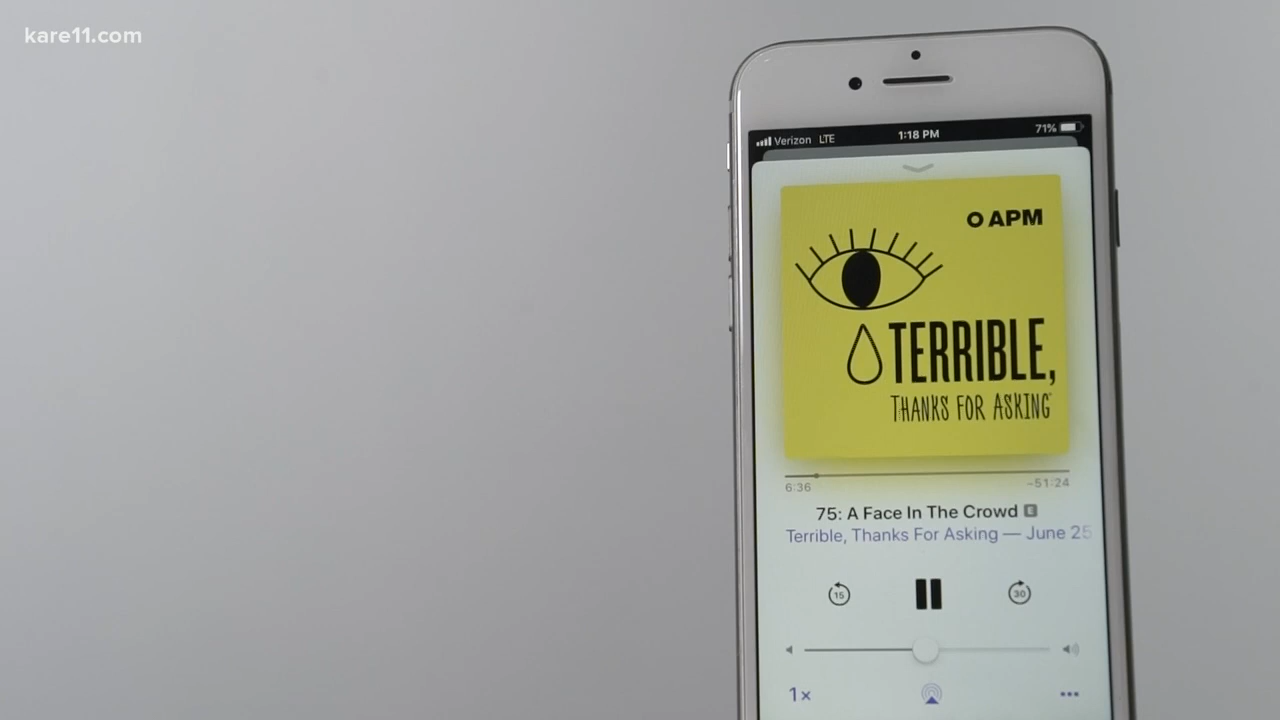 kare11.com
Verizon LTE 1:18 PM 71%
APM
TERRIBLE,
THANKS FOR ASKING
6:36 -51:24
75: A Face In The Crowd E
Terrible, Thanks For Asking — June 25
15 30
1×